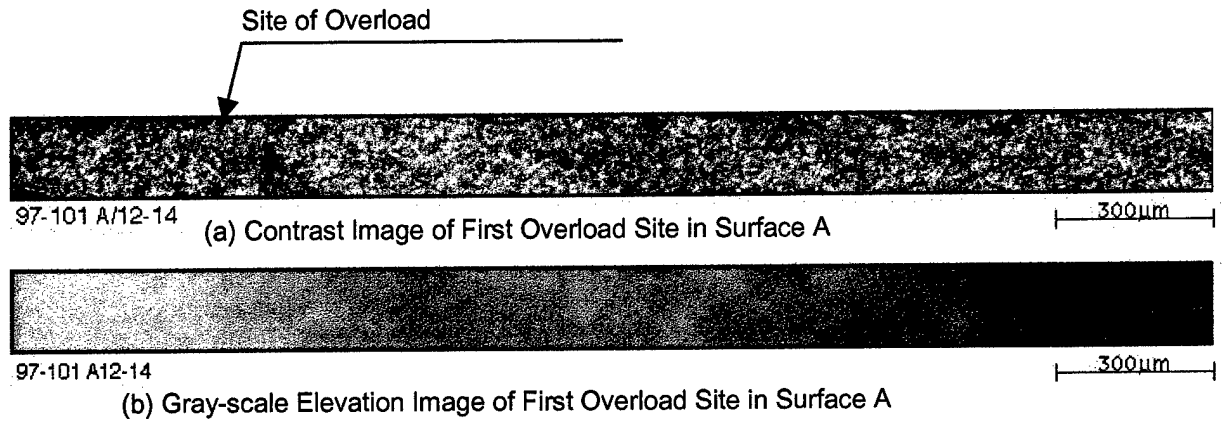 Site of Overload
97-101 A/12-14
(a) Contrast Image of First Overload Site in Surface A
300µm
97-101 A12-14
300µm
(b) Gray-scale Elevation Image of First Overload Site in Surface A